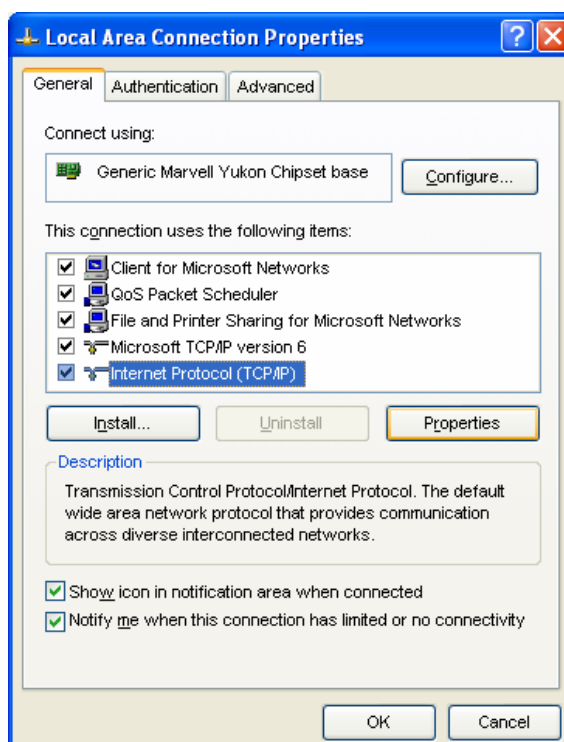 Local Area Connection Properties
?
General
Authentication
Advanced
Connect using:
Generic Marvell Yukon Chipset base
Configure...
This connection uses the following items:
Client for Microsoft Networks
QoS Packet Scheduler
File and Printer Sharing for Microsoft Networks
Microsoft TCP/IP version 6
Internet Protocol (TCP/IP)
Install...
Uninstall
Properties
Description
Transmission Control Protocol/Internet Protocol. The default
wide area network protocol that provides communication
across diverse interconnected networks.
Show icon in notification area when connected
Notify me when this connection has limited or no connectivity
OK
Cancel